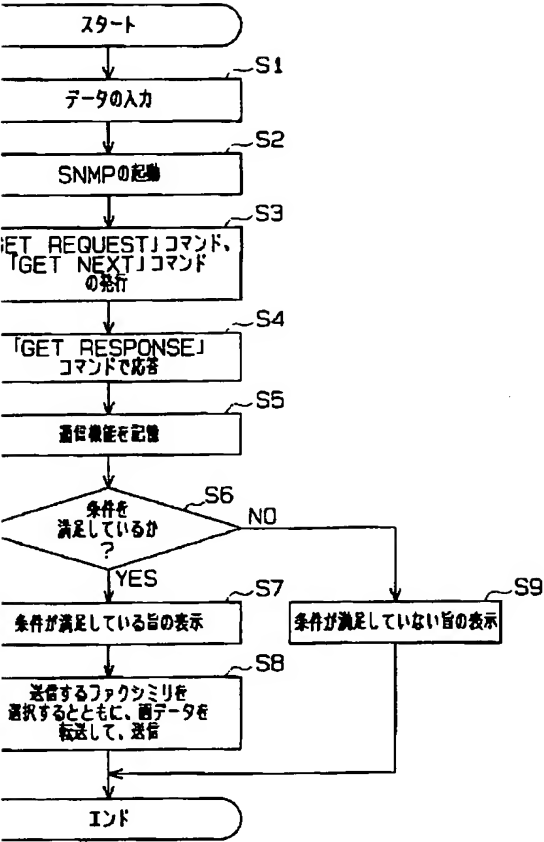 スタート
S1
データの入力
S2
SNMPの起動
S3
GET REQUEST」コマンド、
「GET NEXT」コマンド
の発行
S4
「GET RESPONSE」
コマンドで応答
S5
通信機能を記憶
S6
条件を
満足しているか
?
NO
YES
S7
条件が満足している旨の表示
S9
条件が満足していない旨の表示
S8
送信するファクシミリを
選択するとともに、画データを
転送して、送信
エンド